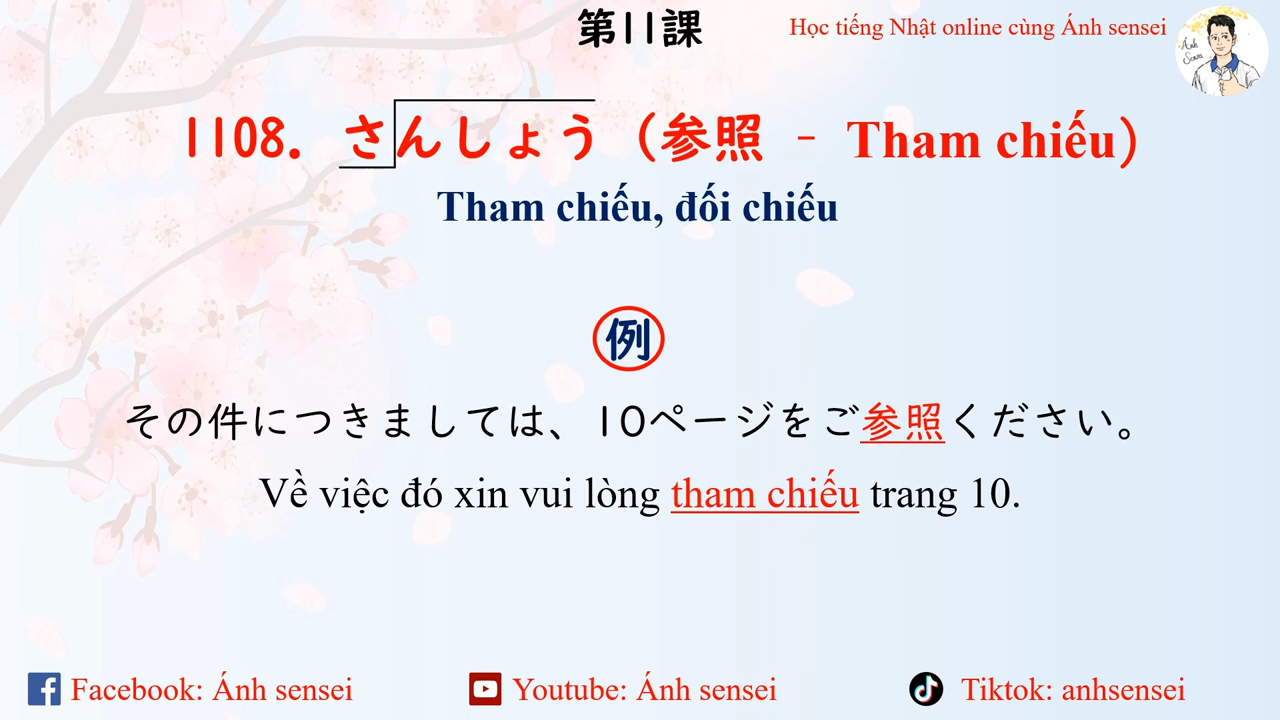 第11課
Học tiếng Nhật online cùng Ánh sensei
Ánh
Sensei
1108. さんしょう (参照 - Tham chiếu)
Tham chiếu, đối chiếu
例
その件につきましては、10ページをご参照ください。
Về việc đó xin vui lòng tham chiếu trang 10.
Facebook: Ánh sensei
Youtube: Ánh sensei
Tiktok: anhsensei